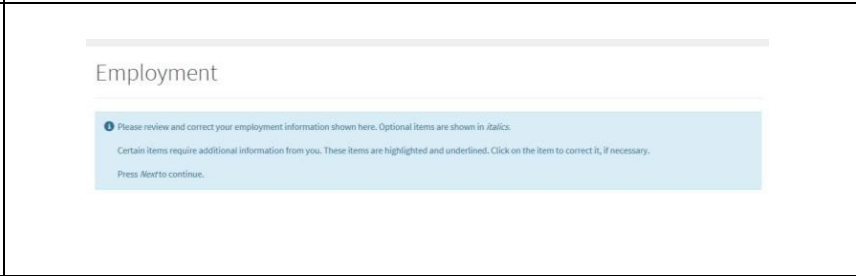 Employment
Please review and correct your employment information shown here. Optional items are shown in italics.
Certain items require additional information from you. These items are highlighted and underlined. Click on the item to correct it, if necessary.
Press Next to continue.